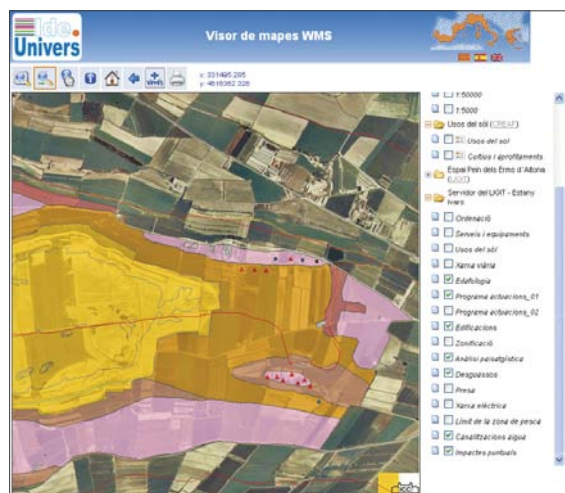 Ide.
Univers
Visor de mapes WMS
x: 331495.285
y: 4616362.328
1:50000
1:5000
Usos del sòl (CREAF)
Usos del sòl
Cultius i aprofitaments
Espai Pein dels Erms d'Aitona
(LIGIT)
Servidor del LIGIT - Estany
Ivars
Ordenació
Serveis i equipaments
Usos del sòl
Xarxa viària
Edafologia
Programa actuacions_01
Programa actuacions_02
Edificacions
Zonificació
Anàlisi paisatgística
Desguassos
Presa
Xarxa elèctrica
Límit de la zona de pesca
Canalitzacions aigua
Impactes puntuals